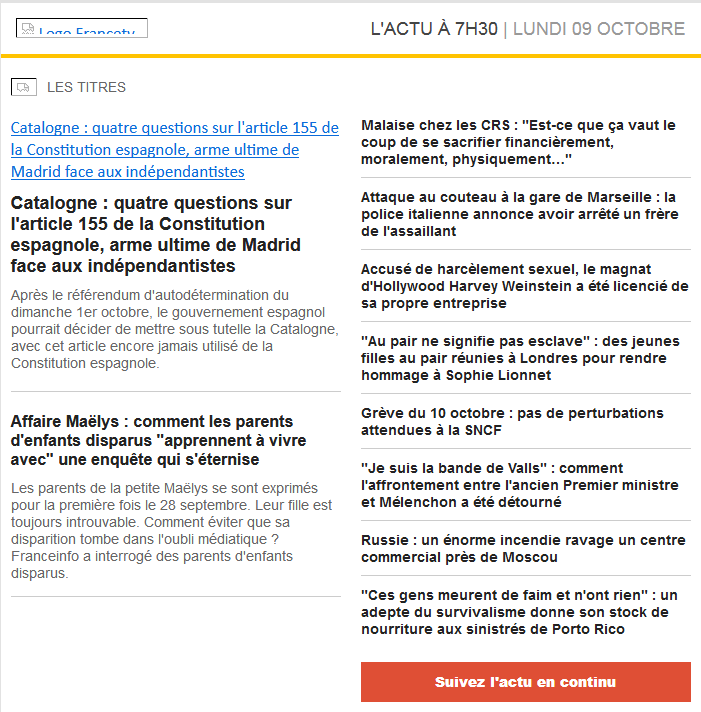 Logo Francetv
L'ACTU À 7H30 | LUNDI 09 OCTOBRE
LES TITRES
Catalogne : quatre questions sur l'article 155 de
la Constitution espagnole, arme ultime de
Madrid face aux indépendantistes
Catalogne : quatre questions sur
l'article 155 de la Constitution
espagnole, arme ultime de Madrid
face aux indépendantistes
Après le référendum d'autodétermination du
dimanche 1er octobre, le gouvernement espagnol
pourrait décider de mettre sous tutelle la Catalogne,
avec cet article encore jamais utilisé de la
Constitution espagnole.
Affaire Maëlys : comment les parents
d'enfants disparus "apprennent à vivre
avec" une enquête qui s'éternise
Les parents de la petite Maëlys se sont exprimés
pour la première fois le 28 septembre. Leur fille est
toujours introuvable. Comment éviter que sa
disparition tombe dans l'oubli médiatique ?
Franceinfo a interrogé des parents d'enfants
disparus.
Malaise chez les CRS : "Est-ce que ça vaut le
coup de se sacrifier financièrement,
moralement, physiquement…"
Attaque au couteau à la gare de Marseille : la
police italienne annonce avoir arrêté un frère
de l'assaillant
Accusé de harcèlement sexuel, le magnat
d'Hollywood Harvey Weinstein a été licencié de
sa propre entreprise
"Au pair ne signifie pas esclave" : des jeunes
filles au pair réunies à Londres pour rendre
hommage à Sophie Lionnet
Grève du 10 octobre : pas de perturbations
attendues à la SNCF
"Je suis la bande de Valls" : comment
l'affrontement entre l'ancien Premier ministre
et Mélenchon a été détourné
Russie : un énorme incendie ravage un centre
commercial près de Moscou
"Ces gens meurent de faim et n'ont rien" : un
adepte du survivalisme donne son stock de
nourriture aux sinistrés de Porto Rico
Suivez l'actu en continu